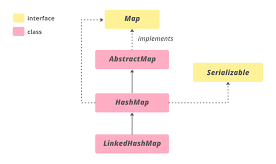 interface
class
Map
implements
AbstractMap
HashMap
Serializable
LinkedHashMap